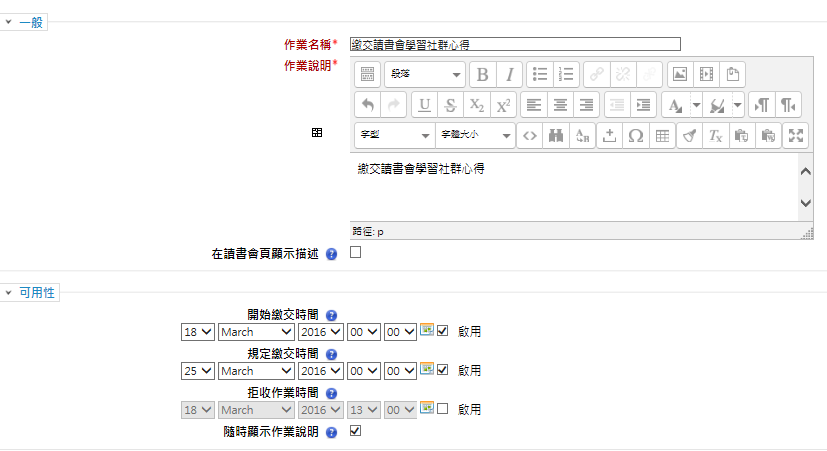 一般
作業名稱*
繳交讀書會學習社群心得
作業說明*
段落
B I
U S X₂ X²
字型 字體大小
繳交讀書會學習社群心得
路徑: p
在讀書會頁顯示描述
可用性
開始繳交時間
18 March 2016 00 00 啟用
規定繳交時間
25 March 2016 00 00 啟用
拒收作業時間
18 March 2016 13 00 啟用
隨時顯示作業說明